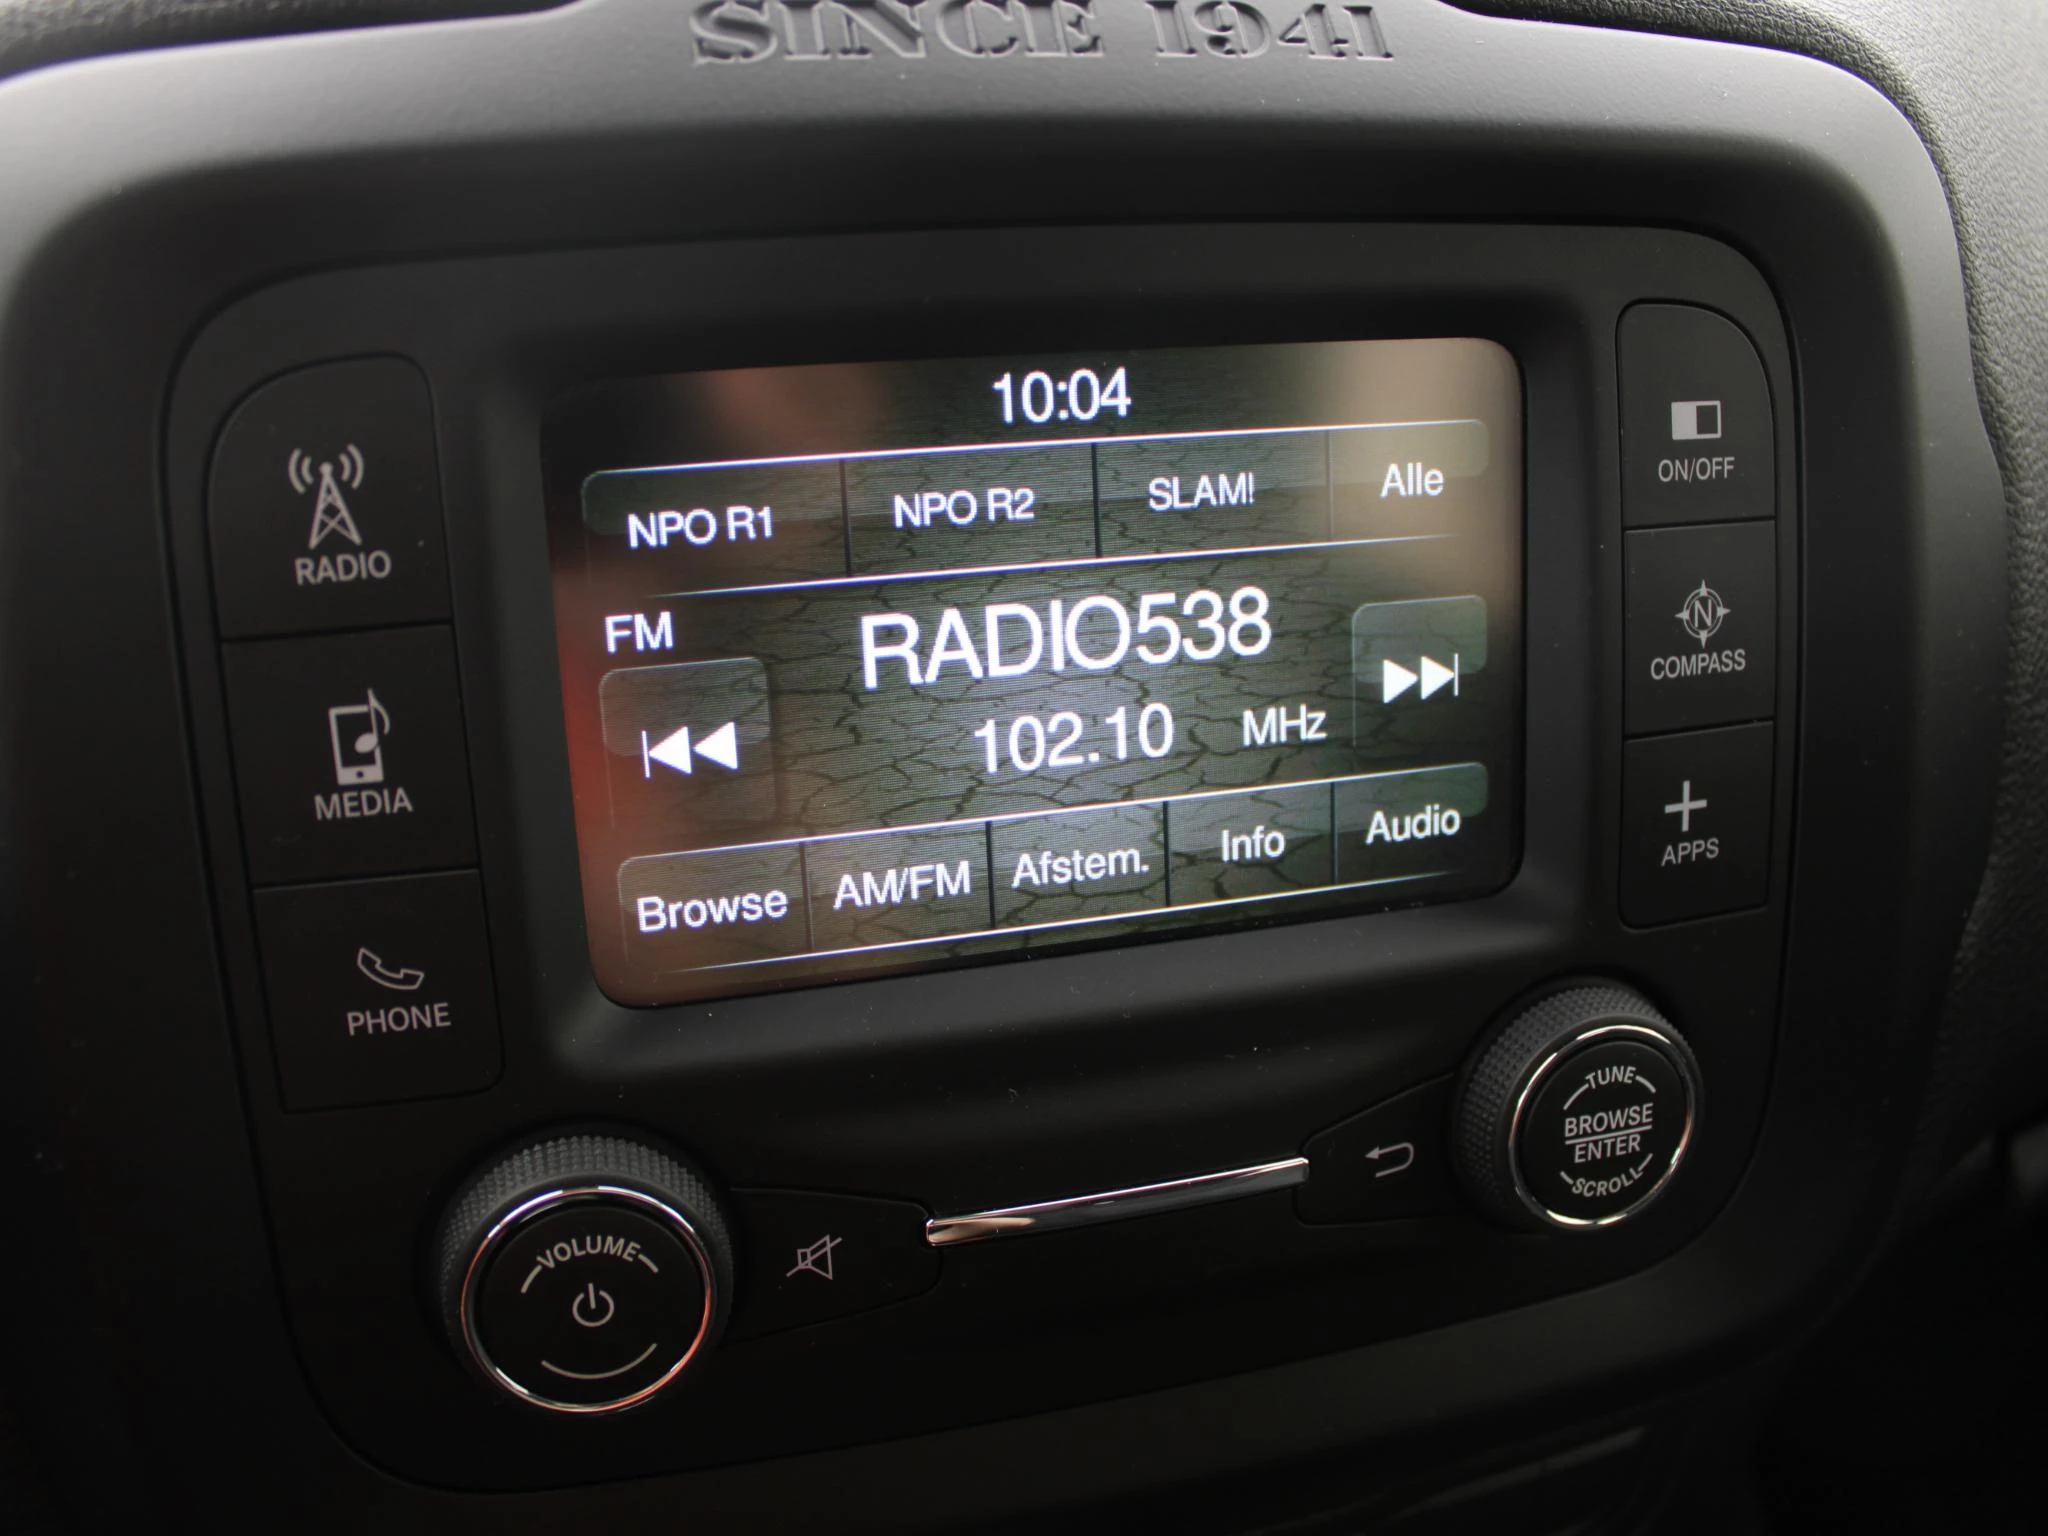 SINCE 1941
10:04
NPO R1 NPO R2 SLAM! Alle
FM
RADIO538
102.10 MHz
Browse AM/FM Afstem. Info Audio
RADIO
MEDIA
PHONE
ON/OFF
N
COMPASS
APPS
VOLUME
TUNE
BROWSE
ENTER
SCROLL